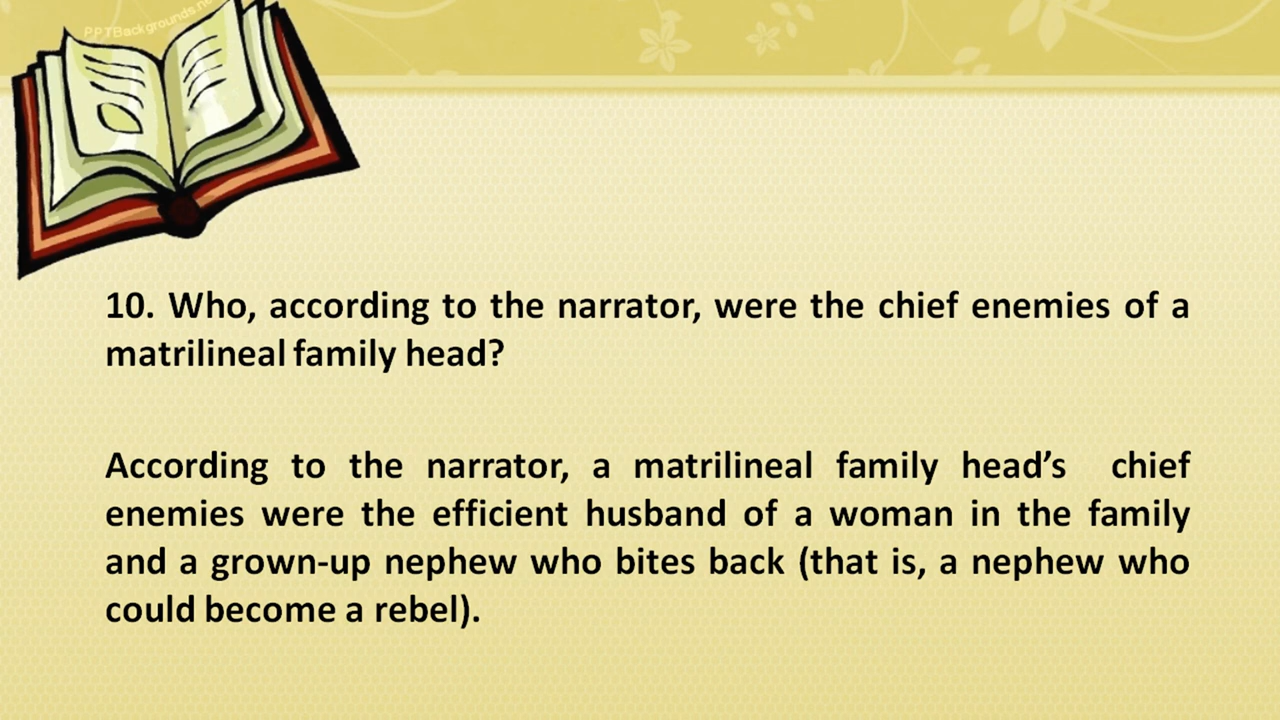 PPTBackgrounds.net
10. Who, according to the narrator, were the chief enemies of a
matrilineal family head?
According to the narrator, a matrilineal family head’s chief
enemies were the efficient husband of a woman in the family
and a grown-up nephew who bites back (that is, a nephew who
could become a rebel).